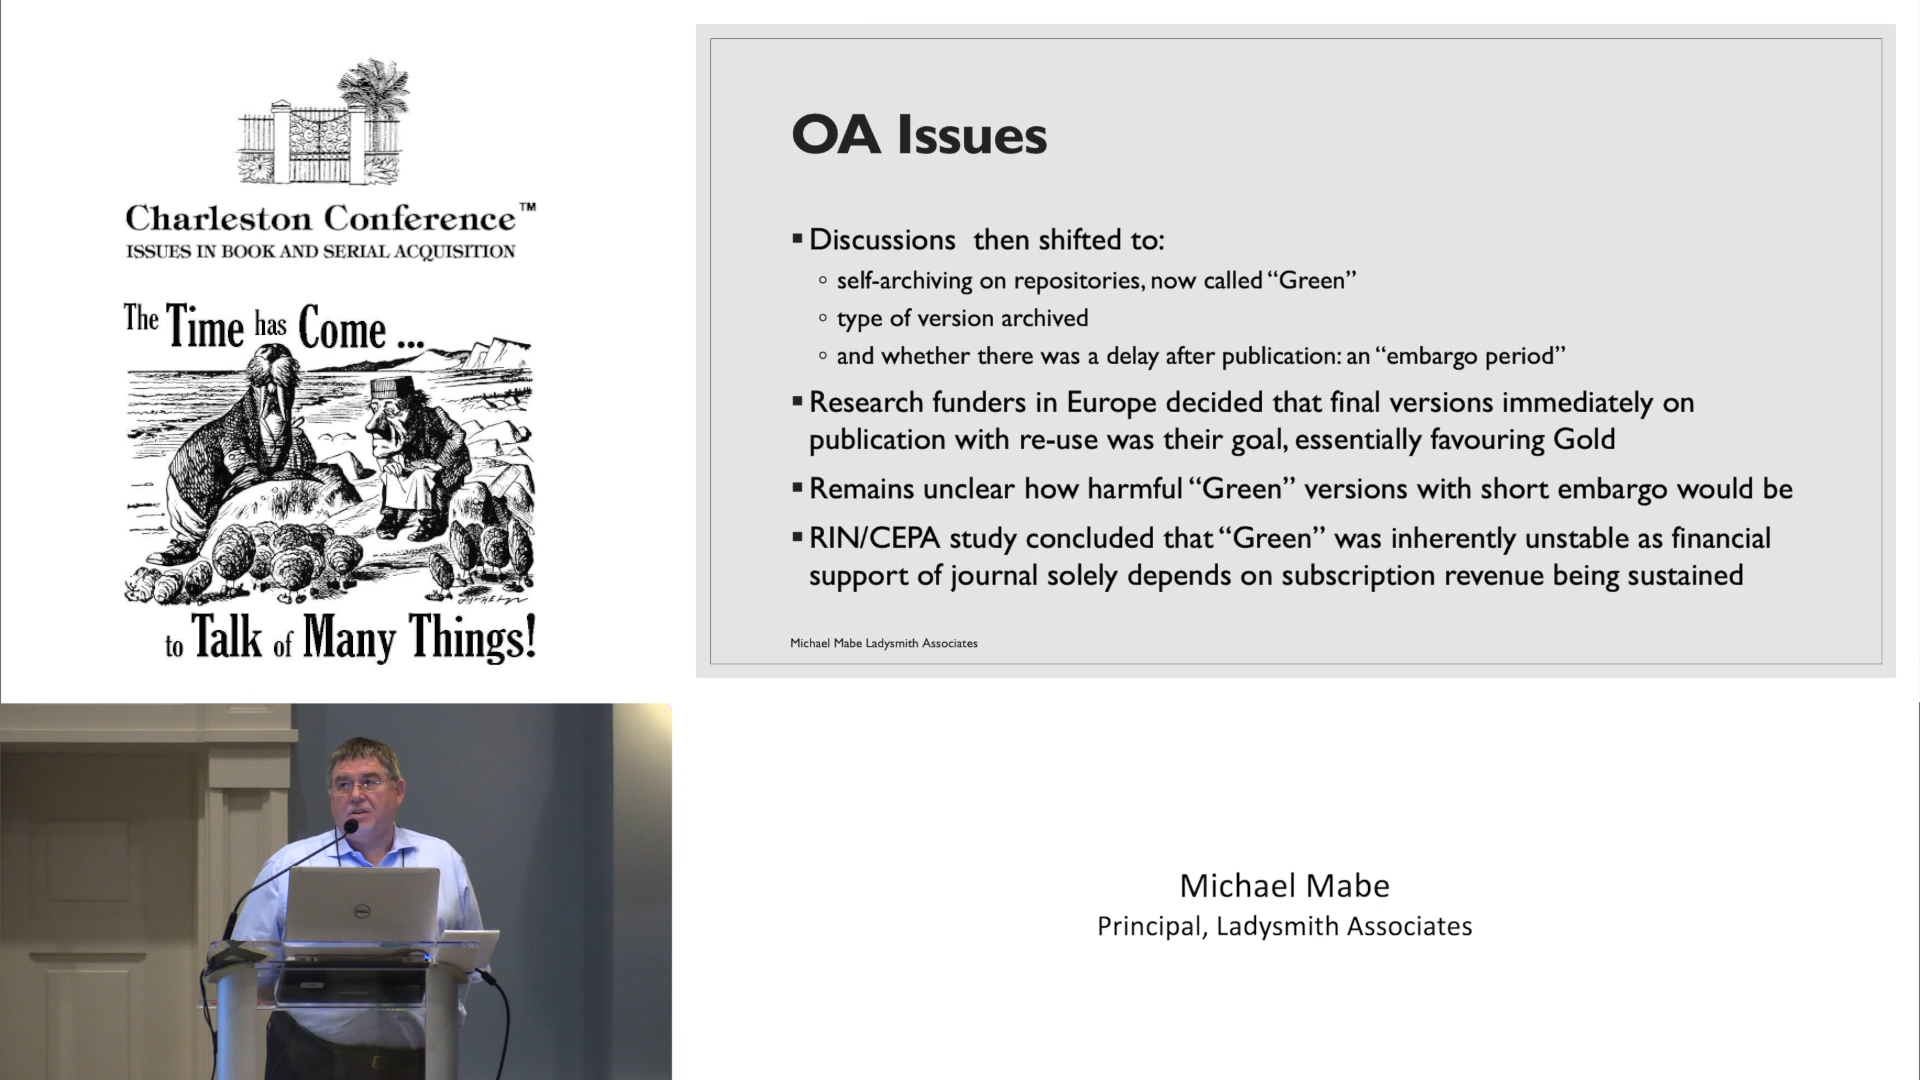 Charleston Conference™
ISSUES IN BOOK AND SERIAL ACQUISITION
The Time has Come ...
to Talk of Many Things!
OA Issues
▪ Discussions then shifted to:
◦ self-archiving on repositories, now called “Green”
◦ type of version archived
◦ and whether there was a delay after publication: an “embargo period”
▪ Research funders in Europe decided that final versions immediately on
publication with re-use was their goal, essentially favouring Gold
▪ Remains unclear how harmful “Green” versions with short embargo would be
▪ RIN/CEPA study concluded that “Green” was inherently unstable as financial
support of journal solely depends on subscription revenue being sustained
Michael Mabe Ladysmith Associates
DELL
Michael Mabe
Principal, Ladysmith Associates